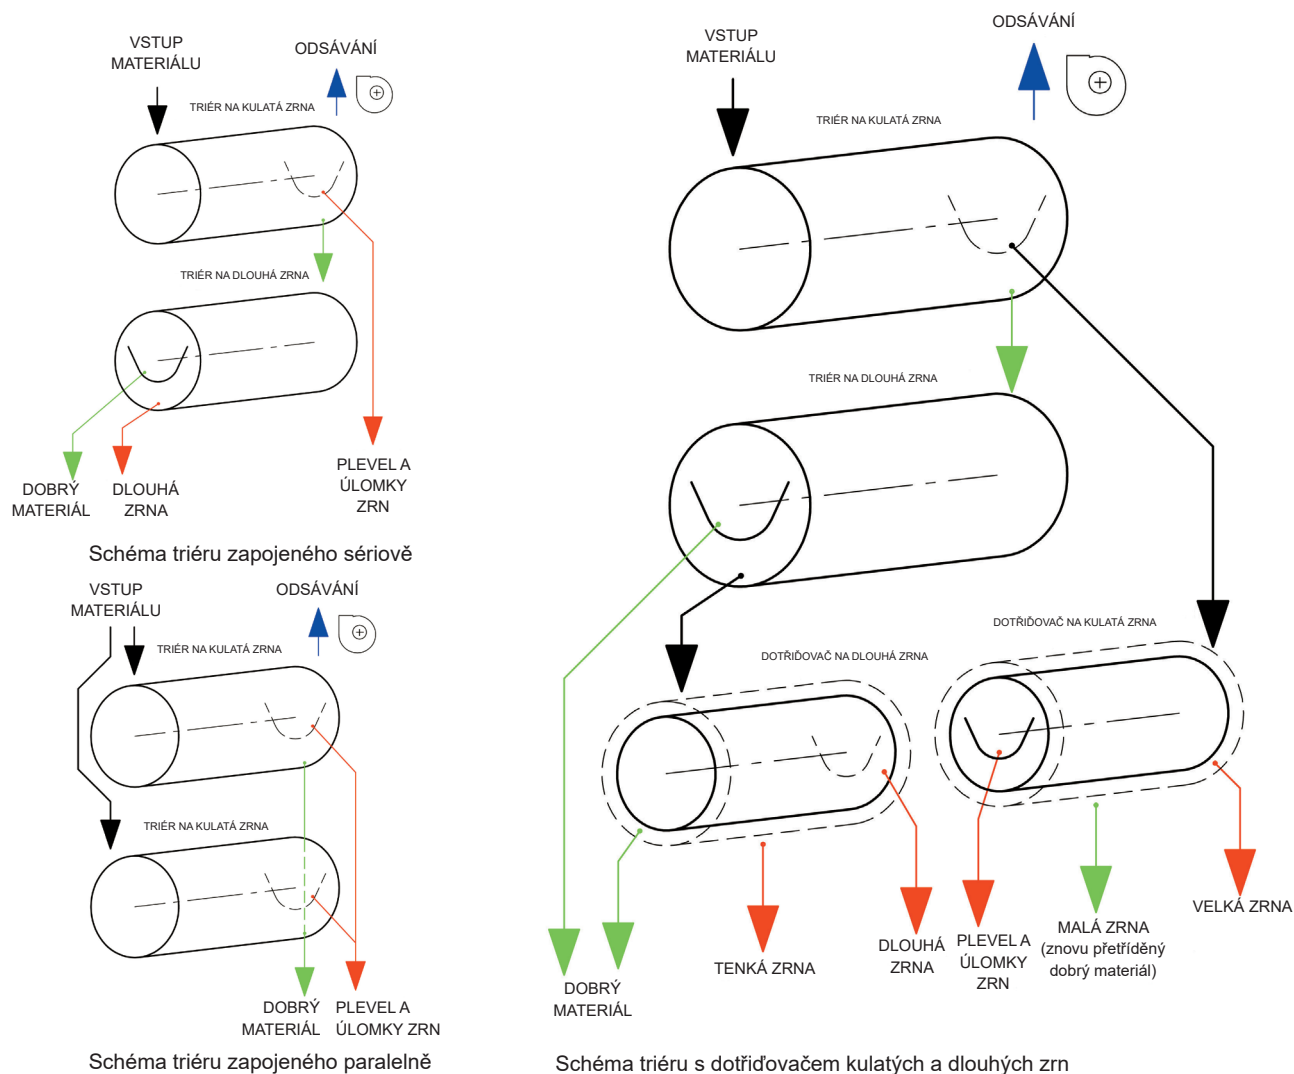 VSTUP
MATERIÁLU
ODSÁVÁNÍ
TRIÉR NA KULATÁ ZRNA
TRIÉR NA DLOUHÁ ZRNA
DOBRÝ
MATERIÁL
DLOUHÁ
ZRNA
PLEVEL A
ÚLOMKY
ZRN
Schéma triéru zapojeného sériově
VSTUP
MATERIÁLU
ODSÁVÁNÍ
TRIÉR NA KULATÁ ZRNA
TRIÉR NA KULATÁ ZRNA
DOBRÝ
MATERIÁL
PLEVEL A
ÚLOMKY ZRN
Schéma triéru zapojeného paralelně
VSTUP
MATERIÁLU
ODSÁVÁNÍ
TRIÉR NA KULATÁ ZRNA
TRIÉR NA DLOUHÁ ZRNA
DOTŘIĎOVAČ NA KULATÁ ZRNA
DOTŘIĎOVAČ NA DLOUHÁ ZRNA
DOBRÝ
MATERIÁL
TENKÁ ZRNA
DLOUHÁ
ZRNA
PLEVEL A
ÚLOMKY
ZRN
MALÁ ZRNA
(znovu přetříděný
dobrý materiál)
VELKÁ ZRNA
Schéma triéru s dotřiďovačem kulatých a dlouhých zrn